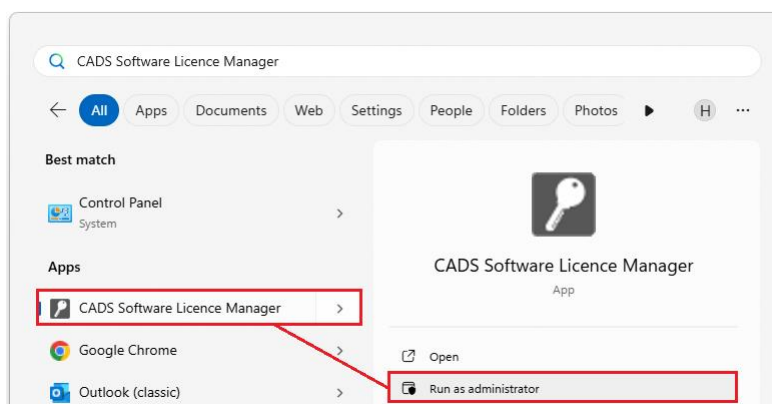 CADS Software Licence Manager
All Apps Documents Web Settings People Folders Photos H ...
Best match
Control Panel
System
Apps
CADS Software Licence Manager
Google Chrome
Outlook (classic)
CADS Software Licence Manager
App
Open
Run as administrator